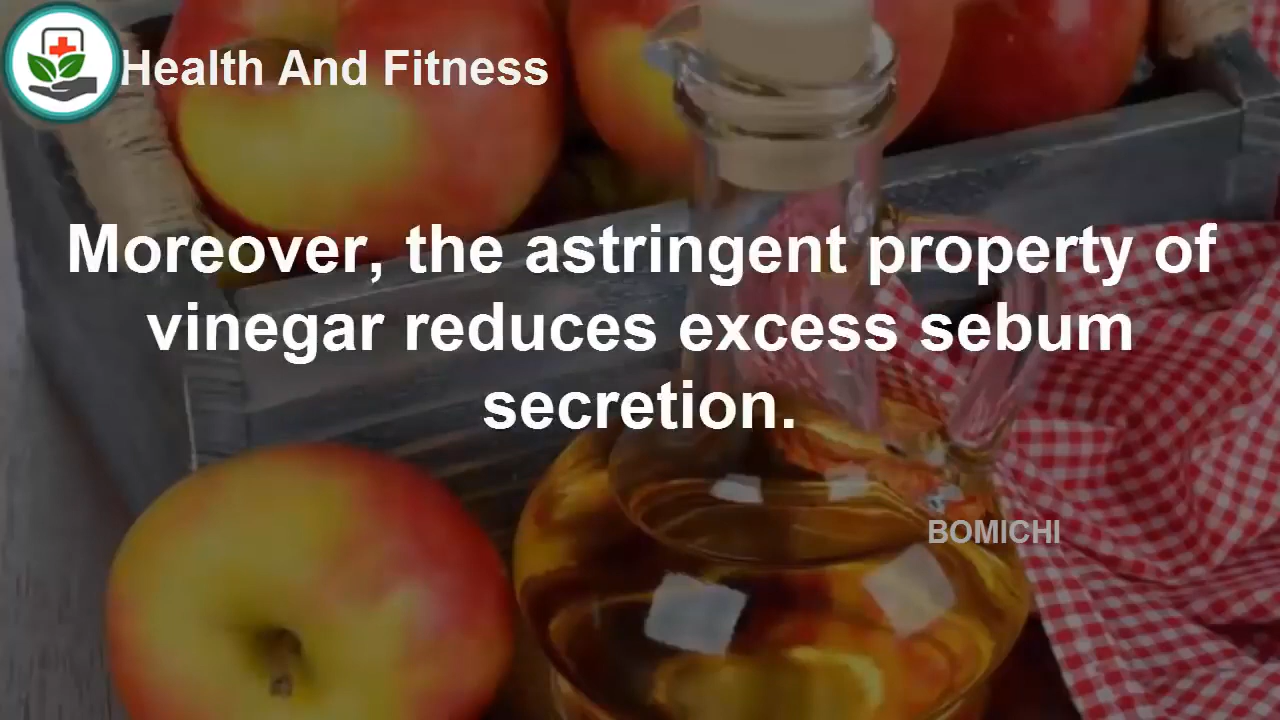 Health And Fitness
Moreover, the astringent property of
vinegar reduces excess sebum
secretion.
BOMICHI